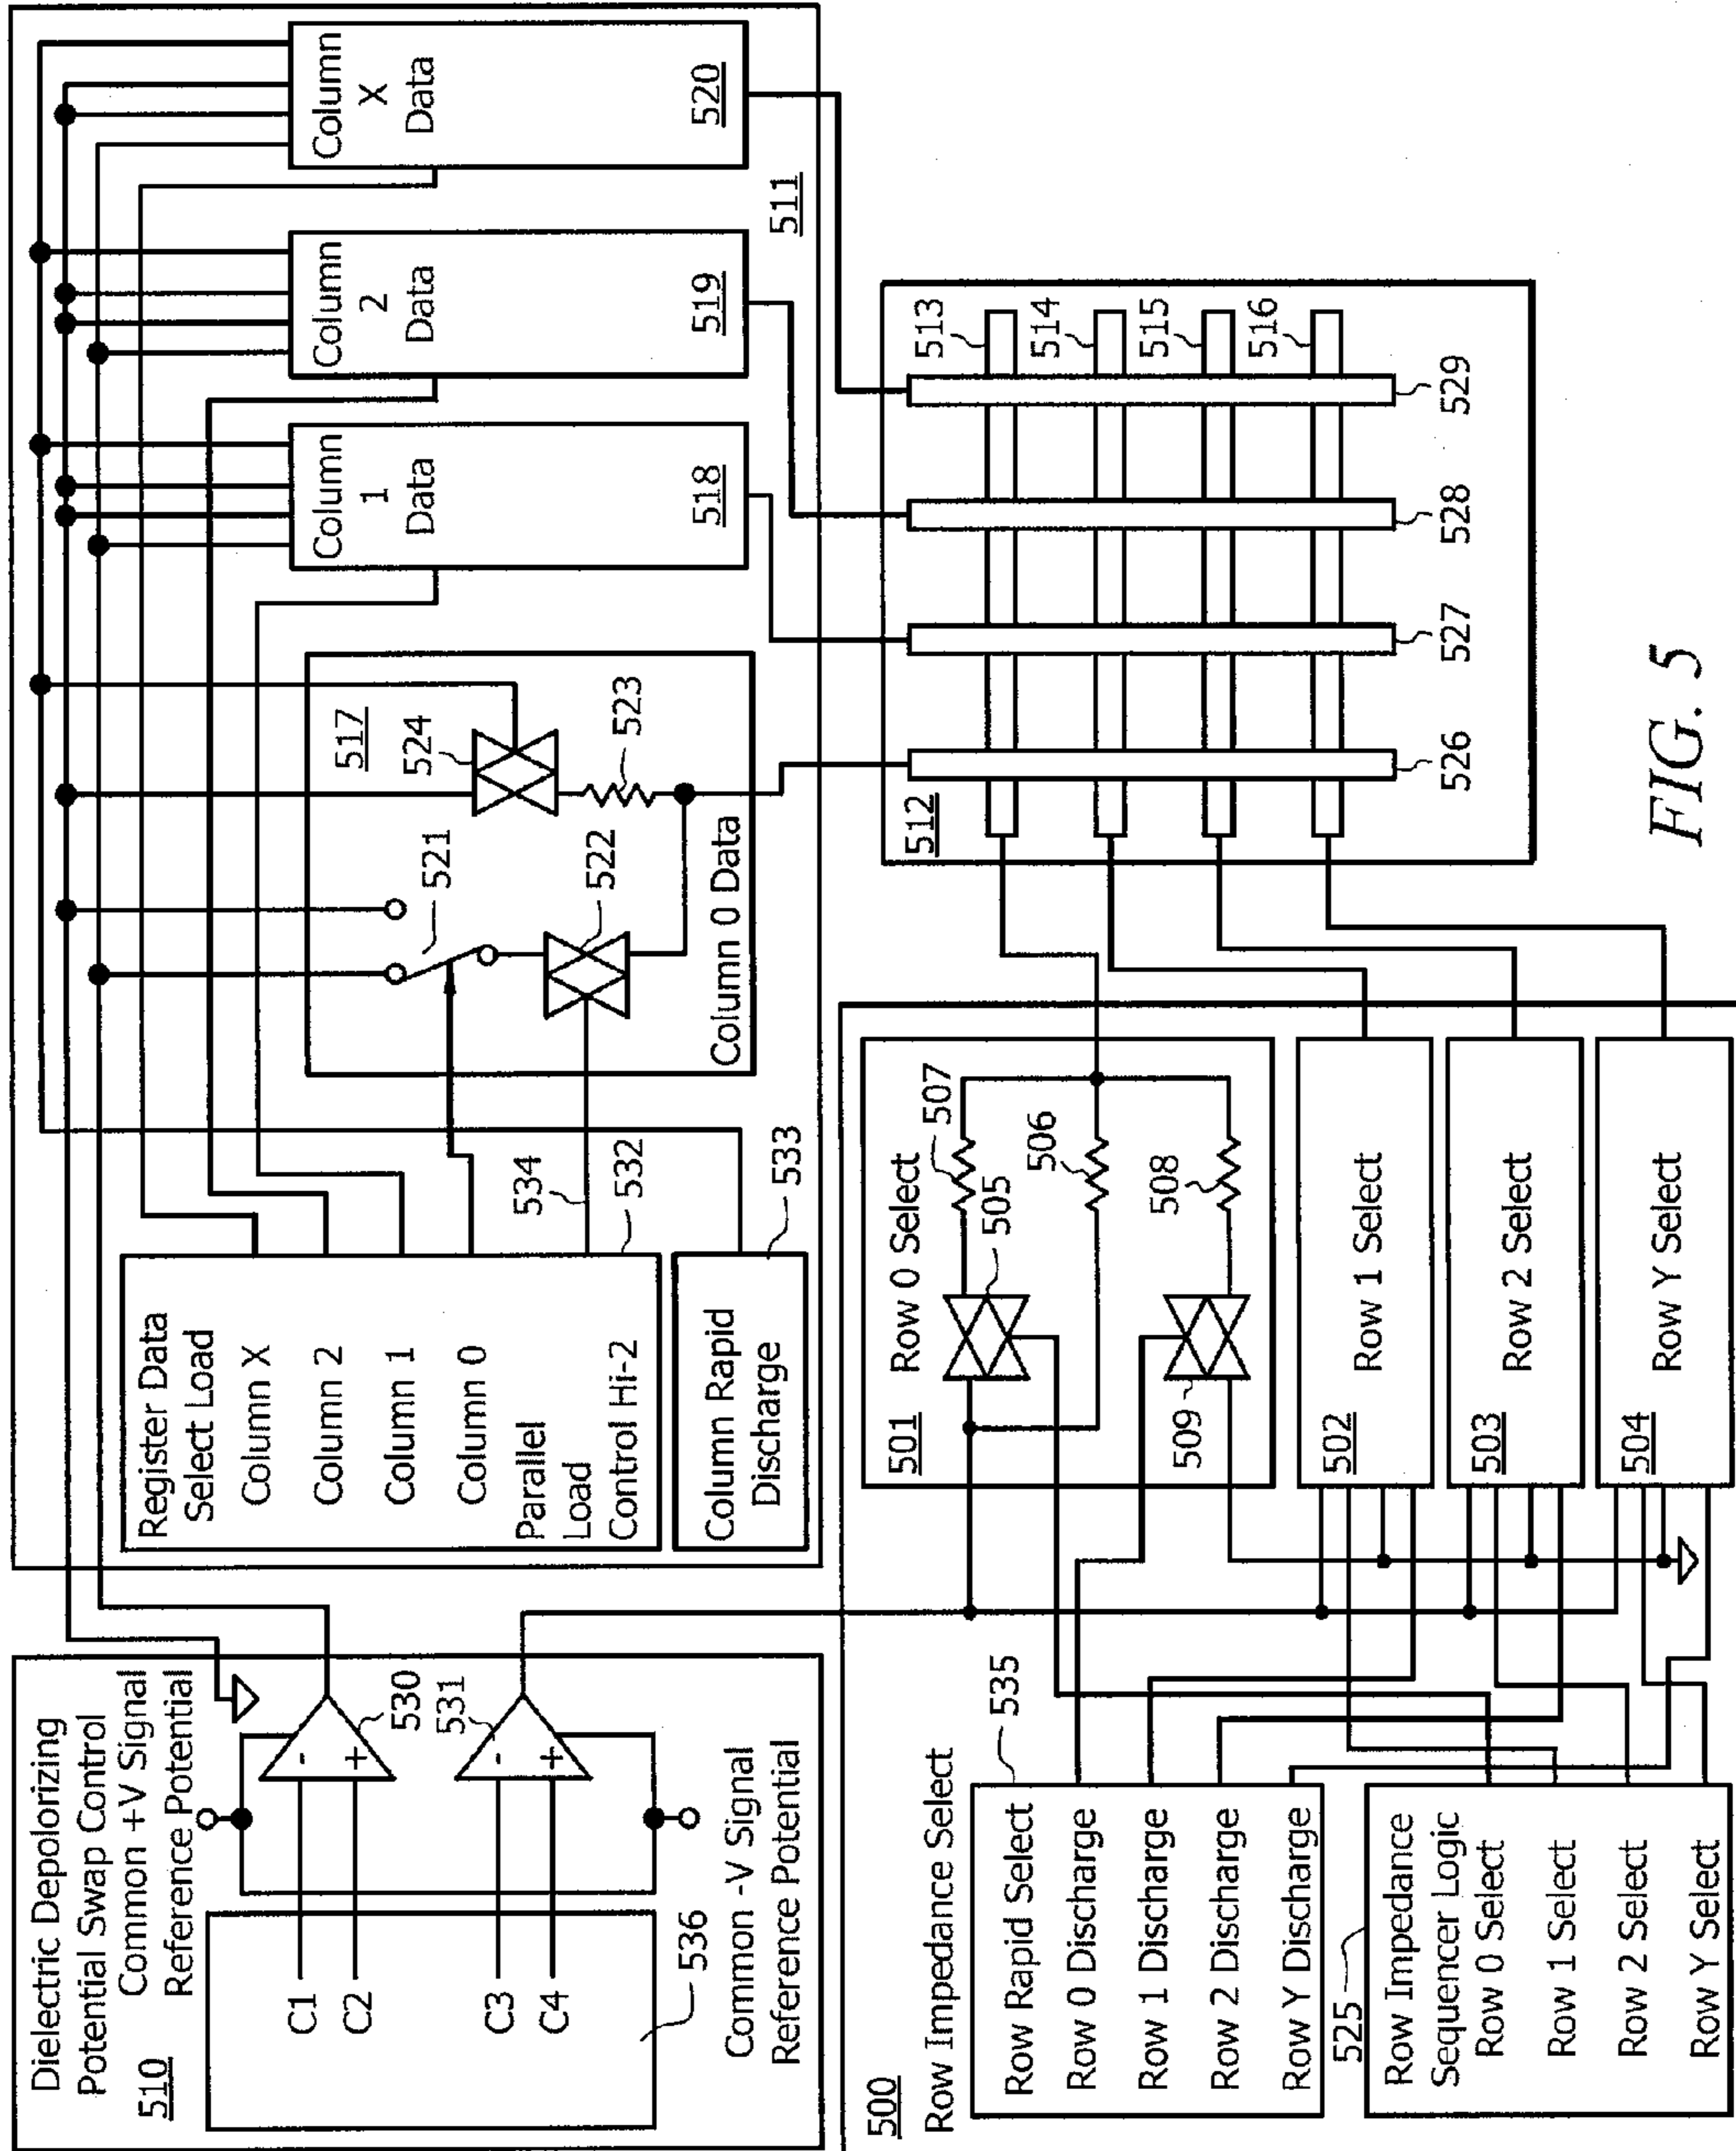 Dielectric Depolorizing
Potential Swap Control
Common +V Signal
Reference Potential
510
C1
C2
C3
C4
-
+
530
531
-
+
536
Common -V Signal
Reference Potential
Register Data
Select Load
Column X
Column 2
Column 1
Column 0
Parallel
Load
Control Hi-2
534
532
Column Rapid
Discharge
533
521
522
517
524
523
Column 0 Data
Column
1
Data
518
Column
2
Data
519
Column
X
Data
520
511
500
Row Impedance Select
535
Row Rapid Select
Row 0 Discharge
Row 1 Discharge
Row 2 Discharge
Row Y Discharge
525
Row Impedance
Sequencer Logic
Row 0 Select
Row 1 Select
Row 2 Select
Row Y Select
Row 0 Select
501
507
505
506
508
509
502
Row 1 Select
503
Row 2 Select
504
Row Y Select
512
513
514
515
516
526
527
528
529
FIG. 5